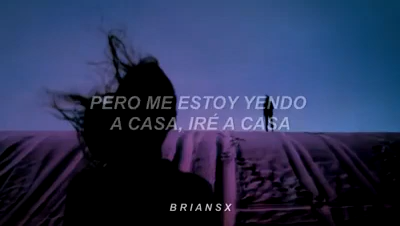 PERO ME ESTOY YENDO
A CASA, IRÉ A CASA
BRIANSX